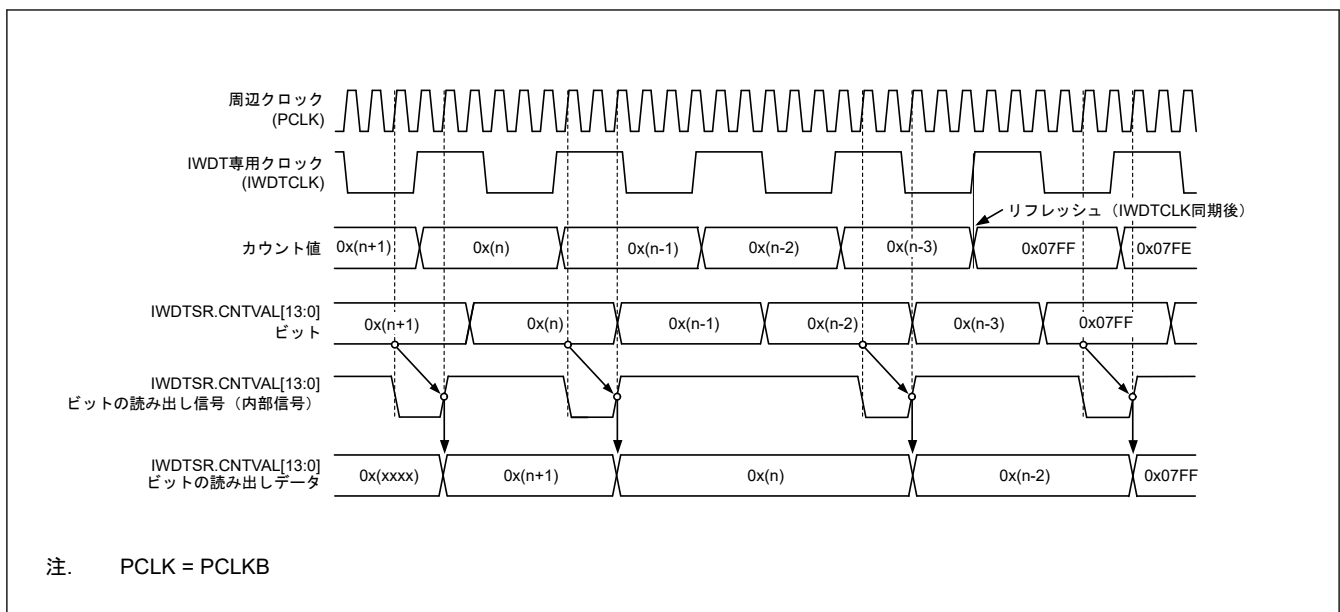 周辺クロック
(PCLK)
IWDT専用クロック
(IWDTCLK)
リフレッシュ（IWDTCLK同期後）
カウント値 0x(n+1) 0x(n) 0x(n-1) 0x(n-2) 0x(n-3) 0x07FF 0x07FE
IWDTSR.CNTVAL[13:0]
ビット 0x(n+1) 0x(n) 0x(n-1) 0x(n-2) 0x(n-3) 0x07FF
IWDTSR.CNTVAL[13:0]
ビットの読み出し信号（内部信号）
IWDTSR.CNTVAL[13:0]
ビットの読み出しデータ 0x(xxxx) 0x(n+1) 0x(n) 0x(n-2) 0x07FF
注. PCLK = PCLKB